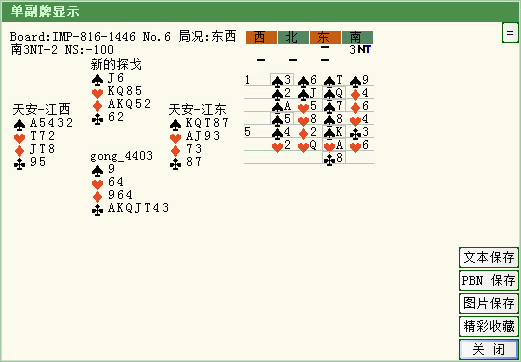 单副牌显示
Board:IMP-816-1446 No.6 局况:东西
南3NT-2 NS:-100
=
西 北 东 南
— — — 3NT
新的探戈
♠J6
♥KQ85
♦AKQ52
♣62
天安-江西
♠A5432
♥T72
♦JT8
♣95
天安-江东
♠KQT87
♥AJ93
♦73
♣87
gong_4403
♠9
♥64
♦964
♣AKQJT43
1 ♠3 ♠6 ♠T ♠9
♠2 ♠J ♠Q ♦4
♠A ♥5 ♠7 ♦6
♠5 ♥8 ♠8 ♥4
5 ♠4 ♦2 ♠K ♣3
♥2 ♥Q ♥A ♥6
♣8
文本保存
PBN 保存
图片保存
精彩收藏
关 闭